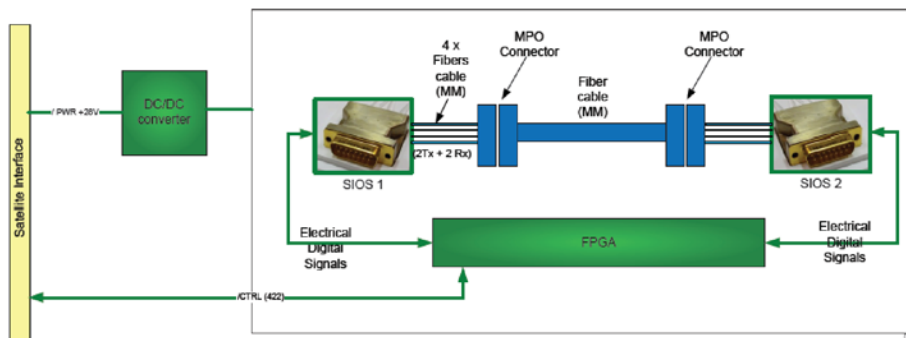 Satellite Interface
/ PWR +28V
DC/DC
converter
4 x
Fibers
cable
(MM)
MPO
Connector
Fiber
cable
(MM)
MPO
Connector
(2Tx + 2 Rx)
SIOS 1
SIOS 2
Electrical
Digital
Signals
FPGA
Electrical
Digital
Signals
/CTRL (422)